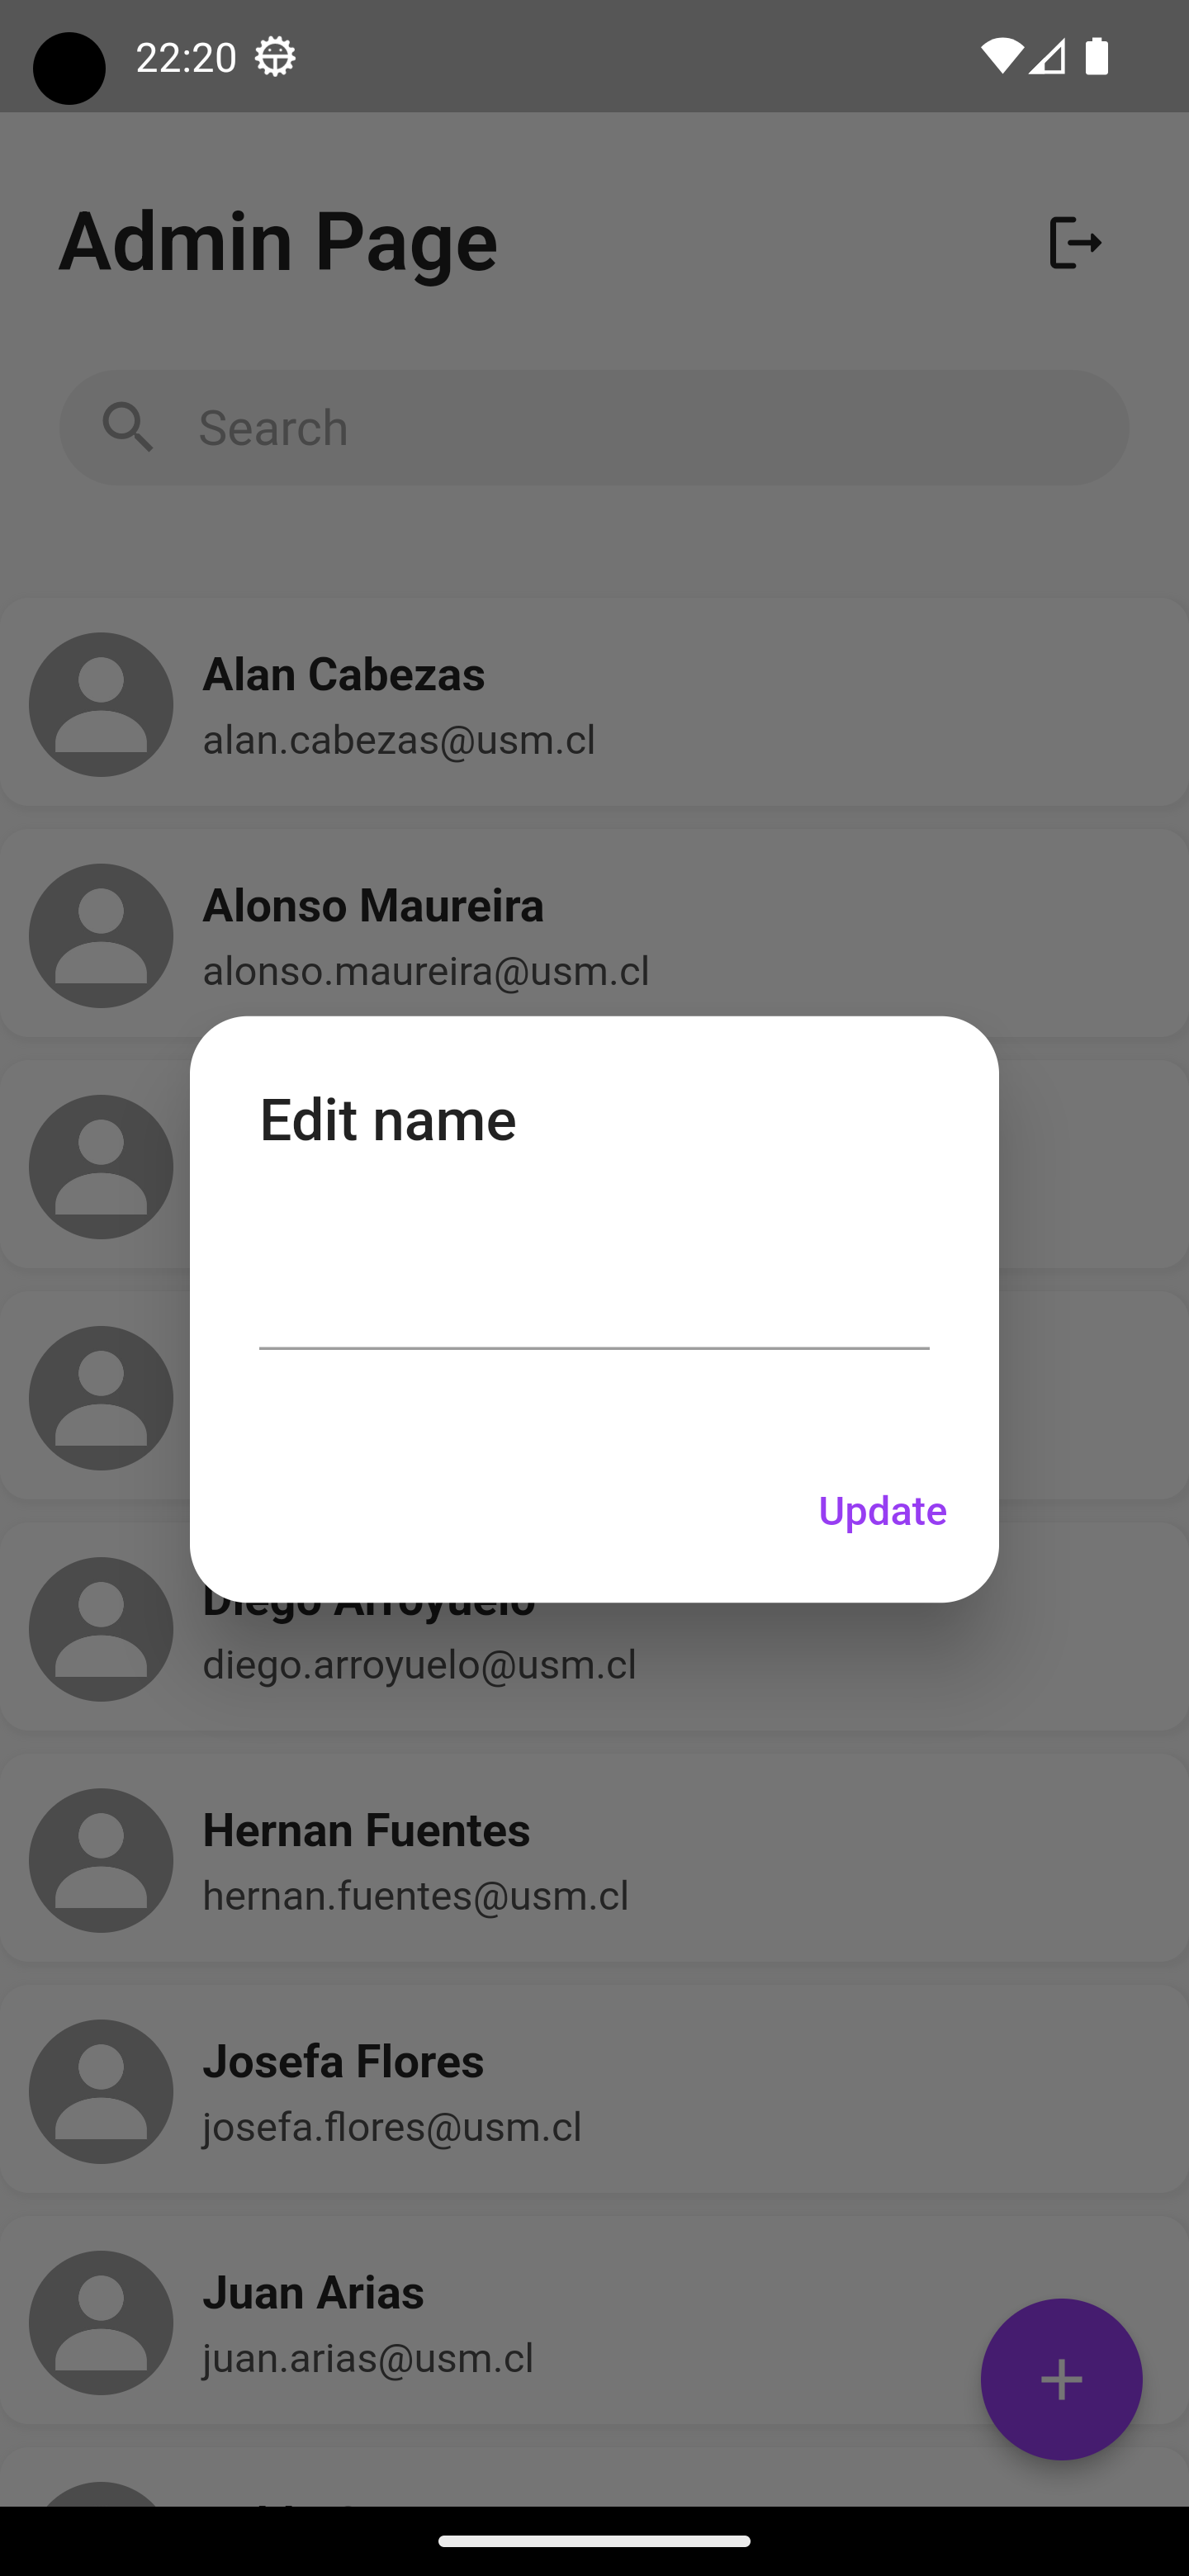 22:20
Admin Page
Search
Alan Cabezas
alan.cabezas@usm.cl
Alonso Maureira
alonso.maureira@usm.cl
Edit name
Update
Diego Arroyuelo
diego.arroyuelo@usm.cl
Hernan Fuentes
hernan.fuentes@usm.cl
Josefa Flores
josefa.flores@usm.cl
Juan Arias
juan.arias@usm.cl